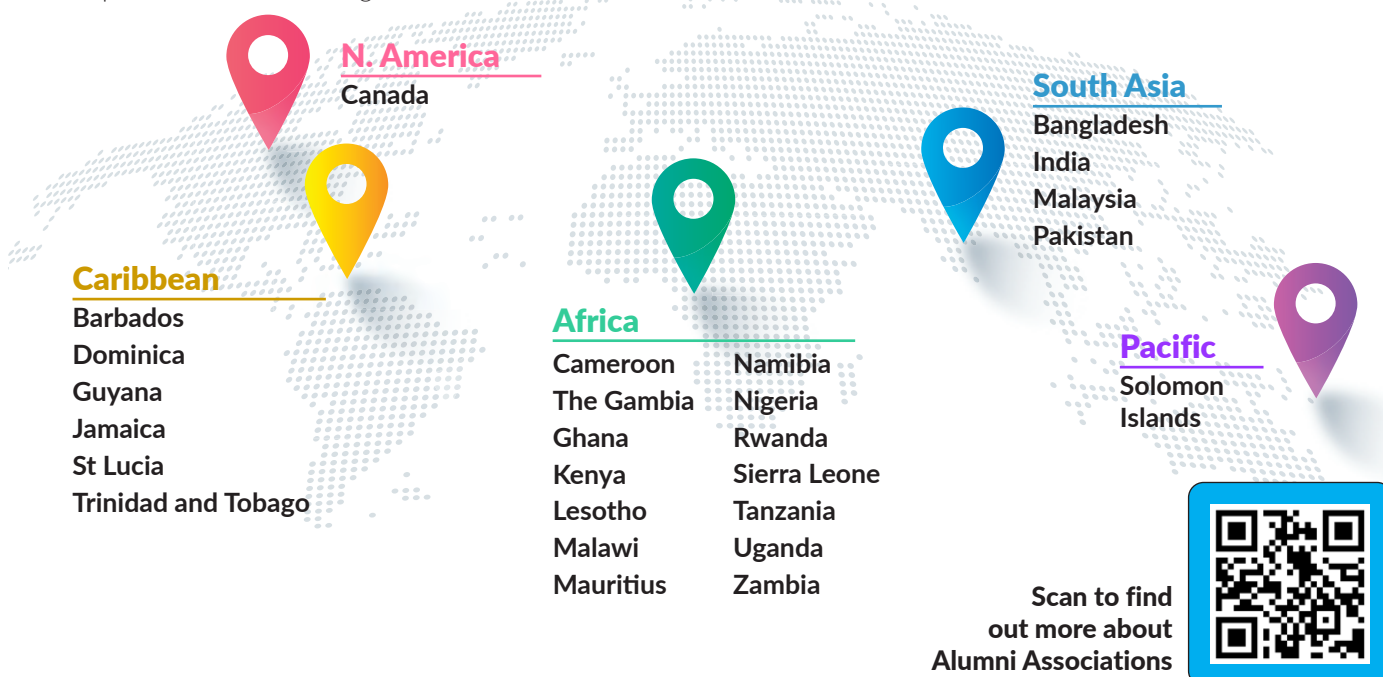 N. America
Canada
South Asia
Bangladesh
India
Malaysia
Pakistan
Caribbean
Barbados
Dominica
Guyana
Jamaica
St Lucia
Trinidad and Tobago
Africa
Cameroon
The Gambia
Ghana
Kenya
Lesotho
Malawi
Mauritius
Namibia
Nigeria
Rwanda
Sierra Leone
Tanzania
Uganda
Zambia
Pacific
Solomon
Islands
Scan to find
out more about
Alumni Associations